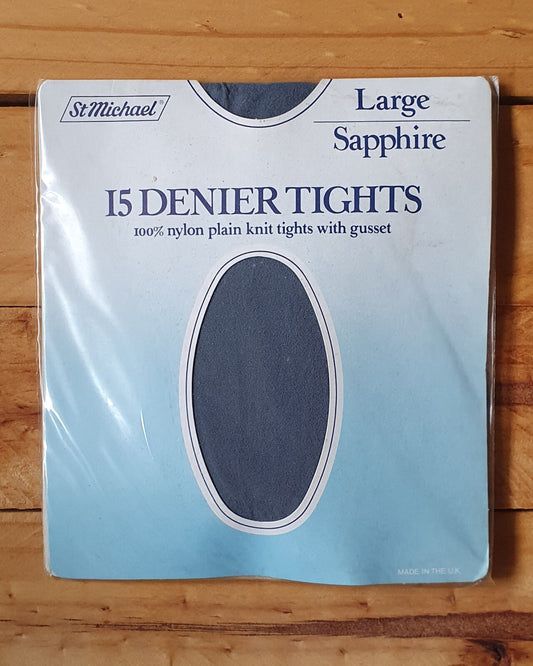 St Michael®
Large
Sapphire
15 DENIER TIGHTS
100% nylon plain knit tights with gusset
MADE IN THE U.K.